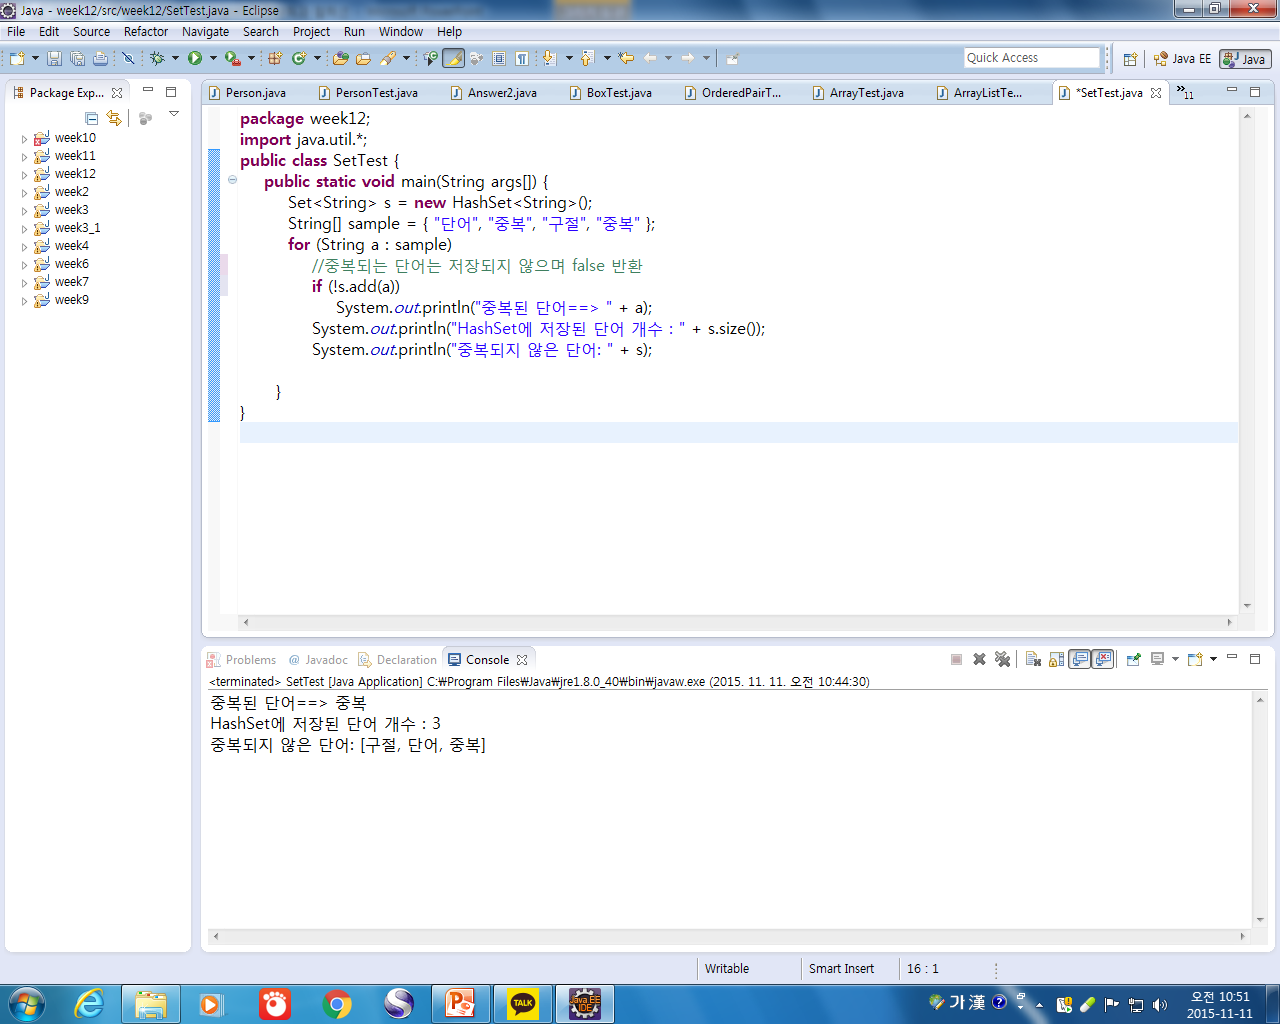 Java - week12/src/week12/SetTest.java - Eclipse
File Edit Source Refactor Navigate Search Project Run Window Help
Quick Access
Java EE
Java
Package Exp...
Person.java
PersonTest.java
Answer2.java
BoxTest.java
OrderedPairT...
ArrayTest.java
ArrayListTe...
*SetTest.java
»11
week10
week11
week12
week2
week3
week3_1
week4
week6
week7
week9
package week12;
import java.util.*;
public class SetTest {
public static void main(String args[]) {
Set<String> s = new HashSet<String>();
String[] sample = { "단어", "중복", "구절", "중복" };
for (String a : sample)
//중복되는 단어는 저장되지 않으며 false 반환
if (!s.add(a))
System.out.println("중복된 단어==> " + a);
System.out.println("HashSet에 저장된 단어 개수 : " + s.size());
System.out.println("중복되지 않은 단어: " + s);
}
}
Problems
@ Javadoc
Declaration
Console
<terminated> SetTest [Java Application] C:₩Program Files₩Java₩jre1.8.0_40₩bin₩javaw.exe (2015. 11. 11. 오전 10:44:30)
중복된 단어==> 중복
HashSet에 저장된 단어 개수 : 3
중복되지 않은 단어: [구절, 단어, 중복]
Writable
Smart Insert
16 : 1
TALK
Java EE
IDE
가 漢
오전 10:51
2015-11-11